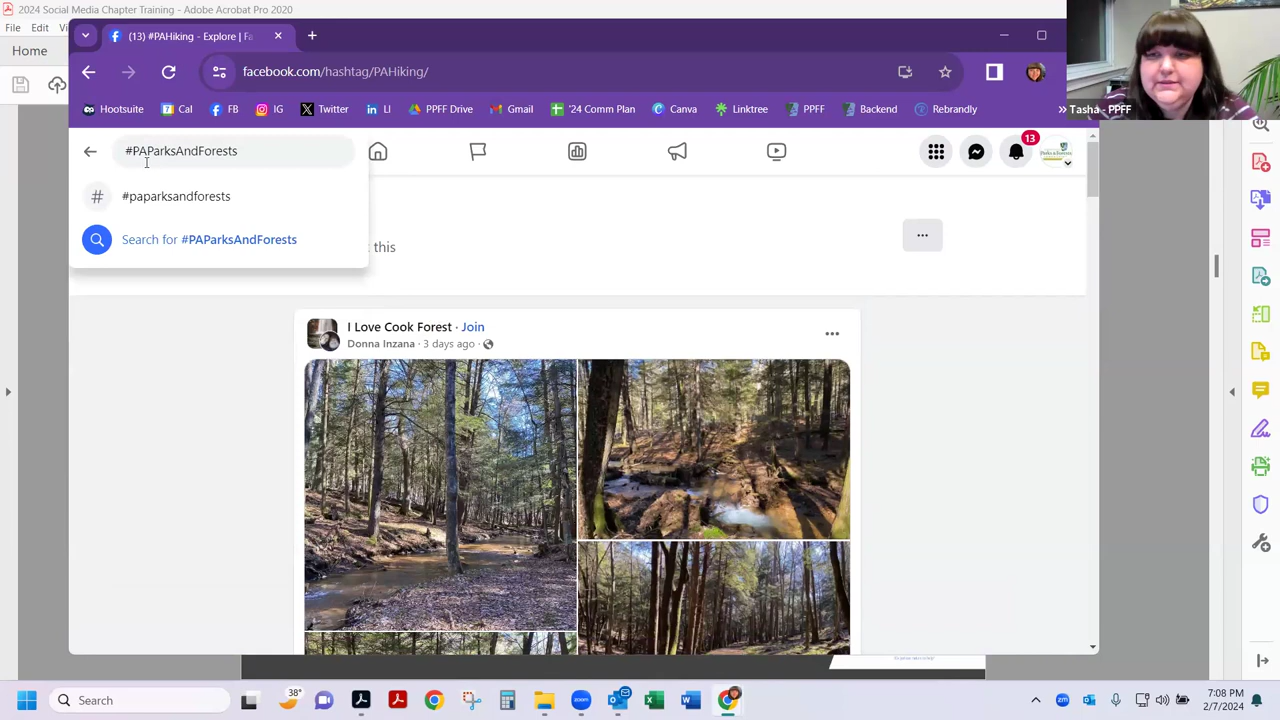 2024 Social Media Chapter Training - Adobe Acrobat Pro 2020
File Edit
Home
(13) #PAHiking - Explore | Fa
facebook.com/hashtag/PAHiking/
Hootsuite Cal FB IG Twitter LI PPFF Drive Gmail '24 Comm Plan Canva Linktree PPFF Backend Rebrandly »
Tasha - PPFF
#PAParksAndForests
13
#paparksandforests
Search for #PAParksAndForests
t this
I Love Cook Forest · Join
Donna Inzana · 3 days ago ·
Search
38°
7:08 PM
2/7/2024